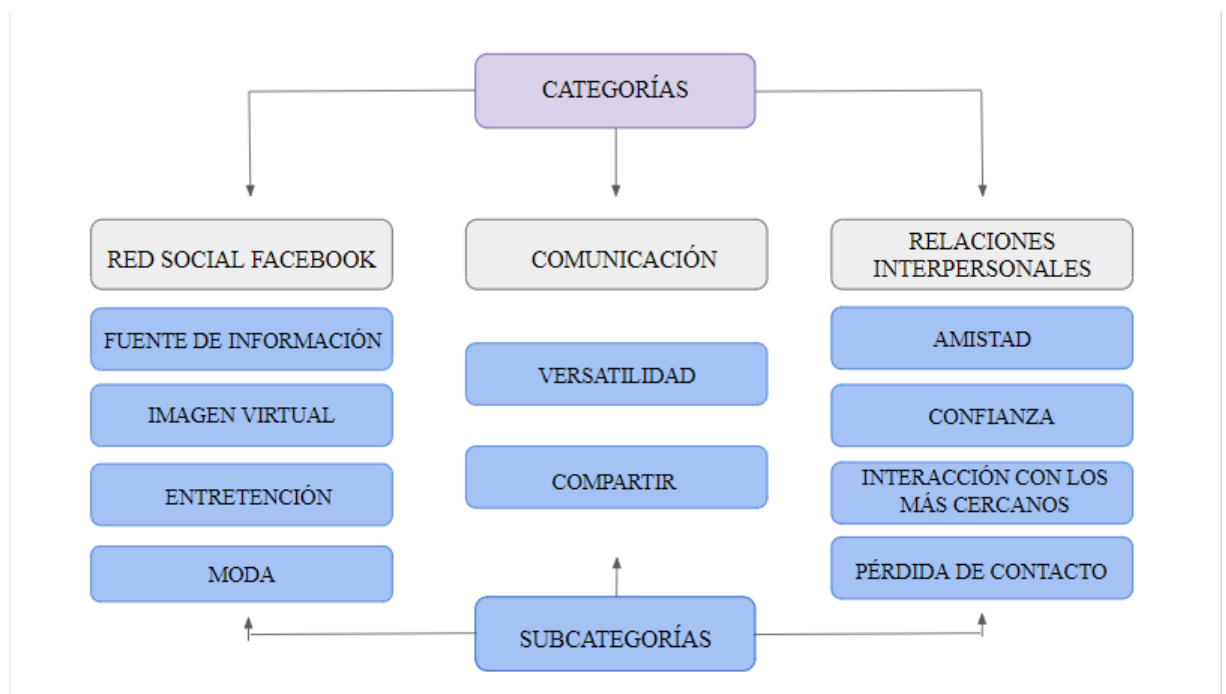 CATEGORÍAS
RED SOCIAL FACEBOOK
FUENTE DE INFORMACIÓN
IMAGEN VIRTUAL
ENTRETENCIÓN
MODA
COMUNICACIÓN
VERSATILIDAD
COMPARTIR
RELACIONES
INTERPERSONALES
AMISTAD
CONFIANZA
INTERACCIÓN CON LOS
MÁS CERCANOS
PÉRDIDA DE CONTACTO
SUBCATEGORÍAS